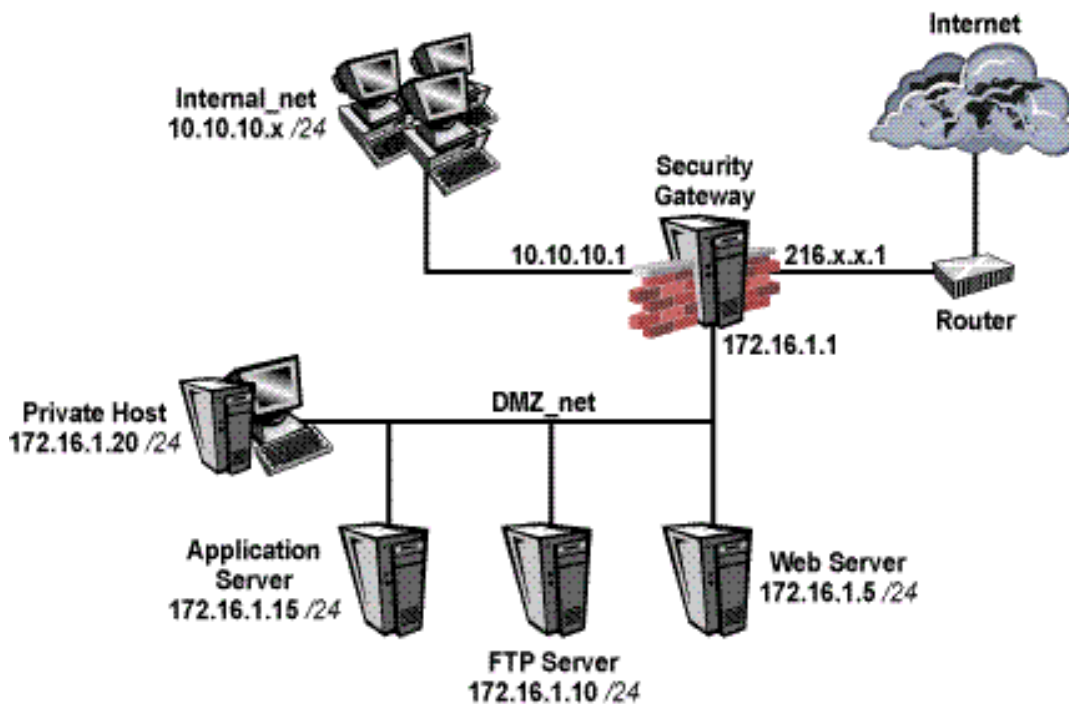 Internet
Internal_net
10.10.10.x /24
Security
Gateway
10.10.10.1
216.x.x.1
Router
172.16.1.1
DMZ_net
Private Host
172.16.1.20 /24
Application
Server
172.16.1.15 /24
FTP Server
172.16.1.10 /24
Web Server
172.16.1.5 /24